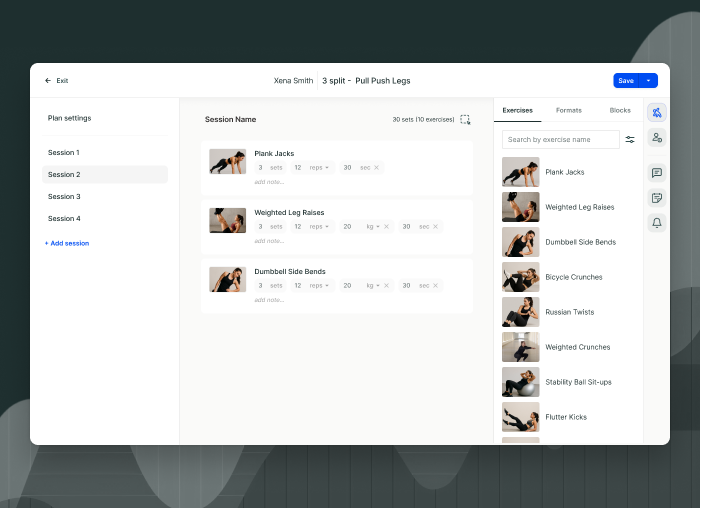 Exit
Xena Smith
3 split - Pull Push Legs
Save
Plan settings
Session 1
Session 2
Session 3
Session 4
+ Add session
Session Name
30 sets (10 exercises)
Plank Jacks
3 sets 12 reps 30 sec
add note...
Weighted Leg Raises
3 sets 12 reps 20 kg 30 sec
add note...
Dumbbell Side Bends
3 sets 12 reps 20 kg 30 sec
add note...
Exercises Formats Blocks
Search by exercise name
Plank Jacks
Weighted Leg Raises
Dumbbell Side Bends
Bicycle Crunches
Russian Twists
Weighted Crunches
Stability Ball Sit-ups
Flutter Kicks